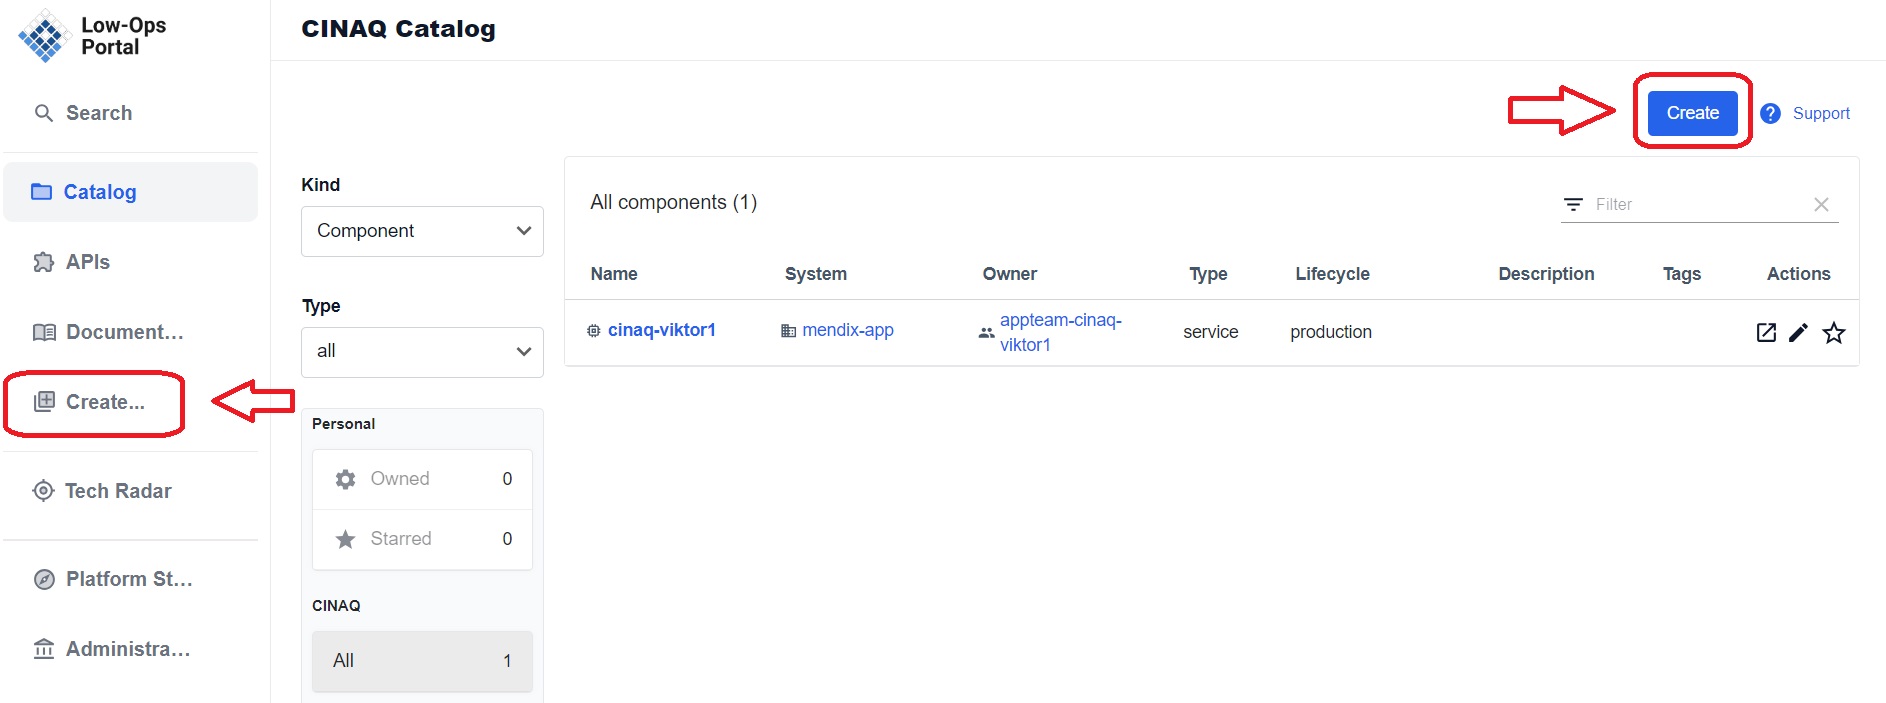 Low-Ops
Portal
Search
Catalog
APIs
Document...
Create...
Tech Radar
Platform St...
Administra...
CINAQ Catalog
Create
? Support
Kind
Component
Type
all
Personal
Owned 0
Starred 0
CINAQ
All 1
All components (1)
Filter
Name System Owner Type Lifecycle Description Tags Actions
cinaq-viktor1 mendix-app appteam-cinaq-viktor1 service production